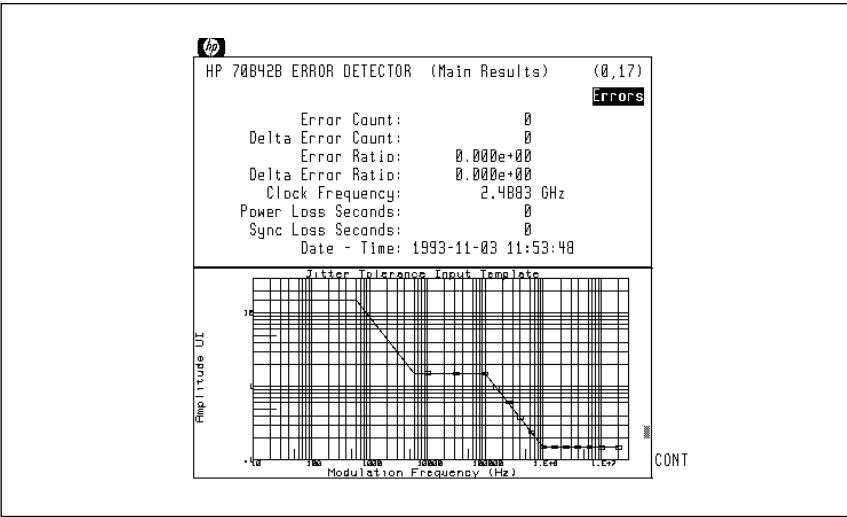 hp
HP 70842B ERROR DETECTOR (Main Results) (0,17)
Errors
Error Count: 0
Delta Error Count: 0
Error Ratio: 0.000e+00
Delta Error Ratio: 0.000e+00
Clock Frequency: 2.4883 GHz
Power Loss Seconds: 0
Sync Loss Seconds: 0
Date - Time: 1993-11-03 11:53:48
Jitter Tolerance Input Template
10
1
.1
Amplitude UI
10 100 1000 10000 100000 1.E+6 1.E+7
Modulation Frequency (Hz)
CONT